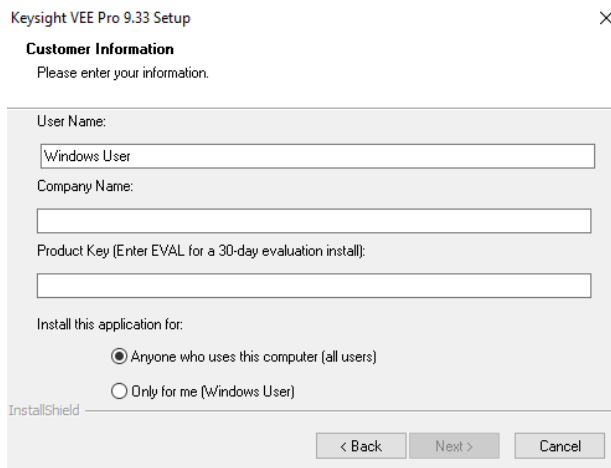 Keysight VEE Pro 9.33 Setup
Customer Information
Please enter your information.
User Name:
Windows User
Company Name:
Product Key (Enter EVAL for a 30-day evaluation install):
Install this application for:
Anyone who uses this computer (all users)
Only for me (Windows User)
InstallShield
< Back Next > Cancel